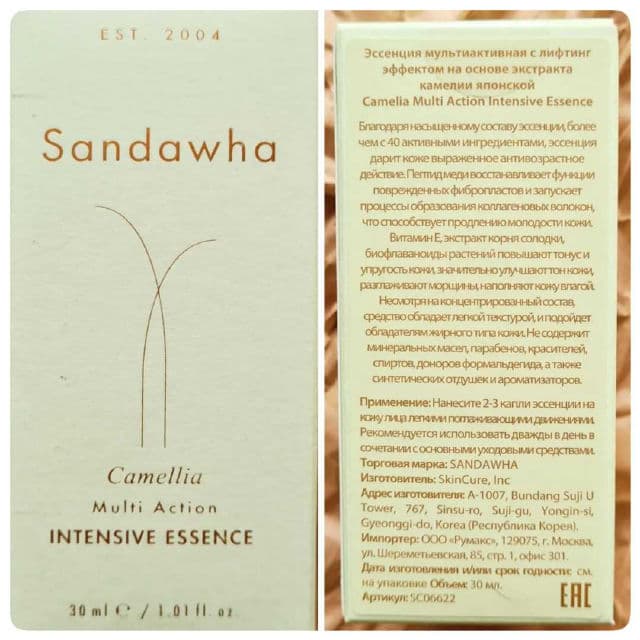 EST. 2004
Sandawha
Camellia
Multi Action
INTENSIVE ESSENCE
30 ml e / 1.01 fl. oz
Эссенция мультиактивная с лифтинг
эффектом на основе экстракта
камелии японской
Camelia Multi Action Intensive Essence
Благодаря насыщенному составу эссенции, более
чем с 40 активными ингредиентами, эссенция
дарит коже выраженное антивозрастное
действие. Пептид меди восстанавливает функции
поврежденных фибропластов и запускает
процессы образования коллагеновых волокон,
что способствует продлению молодости кожи.
Витамин Е, экстракт корня солодки,
биофлаваноиды растений повышают тонус и
упругость кожи, значительно улучшают тон кожи,
разглаживают морщины, наполняют кожу влагой.
Несмотря на концентрированный состав,
средство обладает легкой текстурой, и подойдет
обладателям жирного типа кожи. Не содержит
минеральных масел, парабенов, красителей,
спиртов, доноров формальдегида, а также
синтетических отдушек и ароматизаторов.
Применение: Нанесите 2-3 капли эссенции на
кожу лица легкими поглаживающими движениями.
Рекомендуется использовать дважды в день в
сочетании с основными уходовыми средствами.
Торговая марка: SANDAWHA
Изготовитель: SkinCure, Inc
Адрес изготовителя: A-1007, Bundang Suji U
Tower, 767, Sinsu-ro, Suji-gu, Yongin-si,
Gyeonggi-do, Korea (Республика Корея).
Импортер: ООО «Румакс», 129075, г. Москва,
ул. Шереметьевская, 85, стр. 1, офис 301.
Дата изготовления и/или срок годности: см.
на упаковке Объем: 30 мл.
Артикул: SC06622
EAC